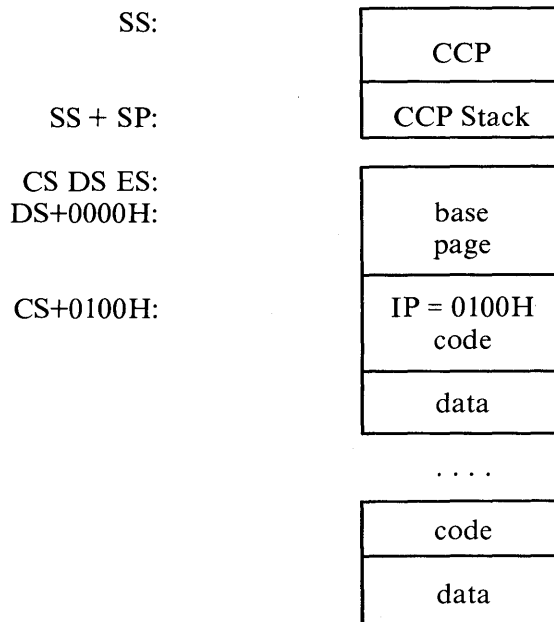 SS:
CCP
SS + SP:
CCP Stack
CS DS ES:
DS+0000H:
base
page
CS+0100H:
IP = 0100H
code
data
. . . .
code
data